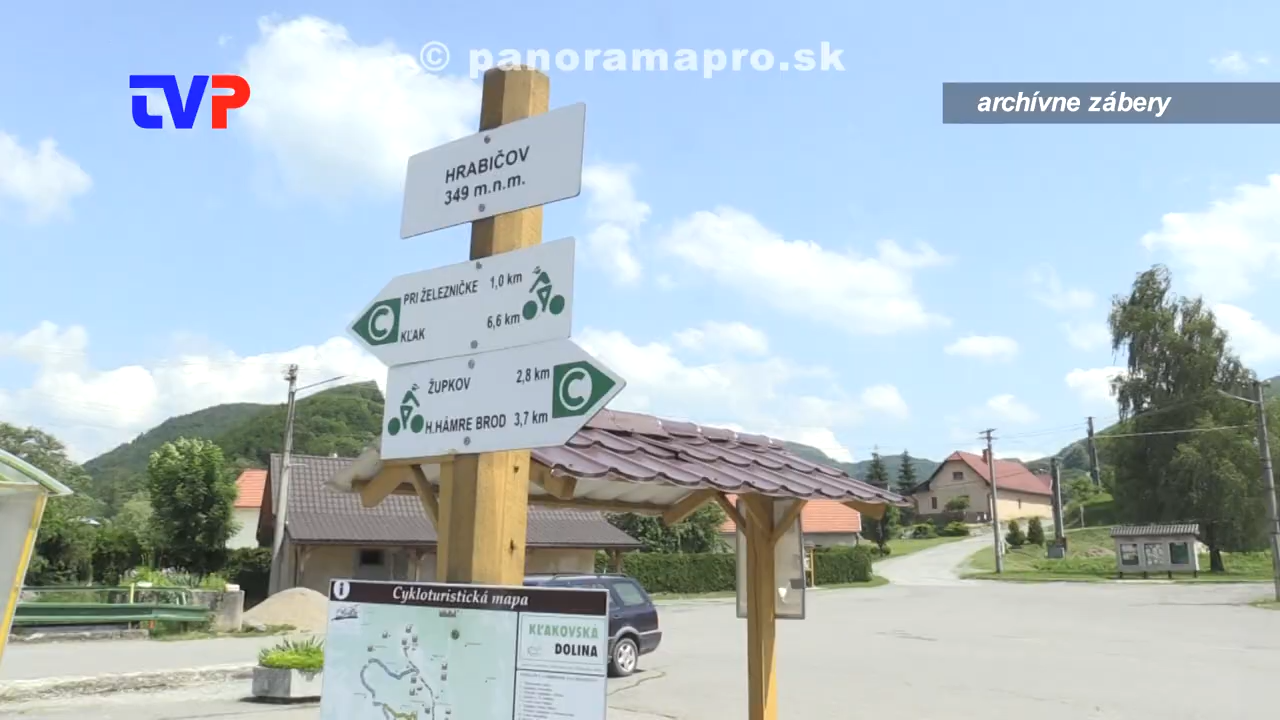 © panoramapro.sk
TVP
archívne zábery
HRABIČOV
349 m.n.m.
PRI ŽELEZNIČKE 1,0 km
KĽAK 6,6 km
C
ŽUPKOV 2,8 km
H.HÁMRE BROD 3,7 km
C
i
Cykloturistická mapa
KĽAKOVSKÁ
DOLINA